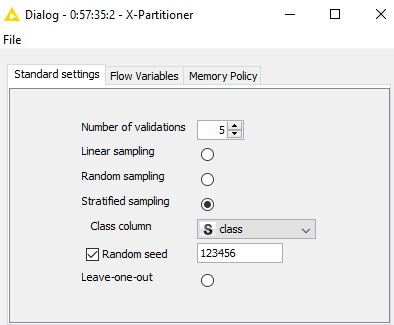 Dialog - 0:57:35:2 - X-Partitioner
File
Standard settings Flow Variables Memory Policy
Number of validations 5
Linear sampling
Random sampling
Stratified sampling
Class column S class
Random seed 123456
Leave-one-out